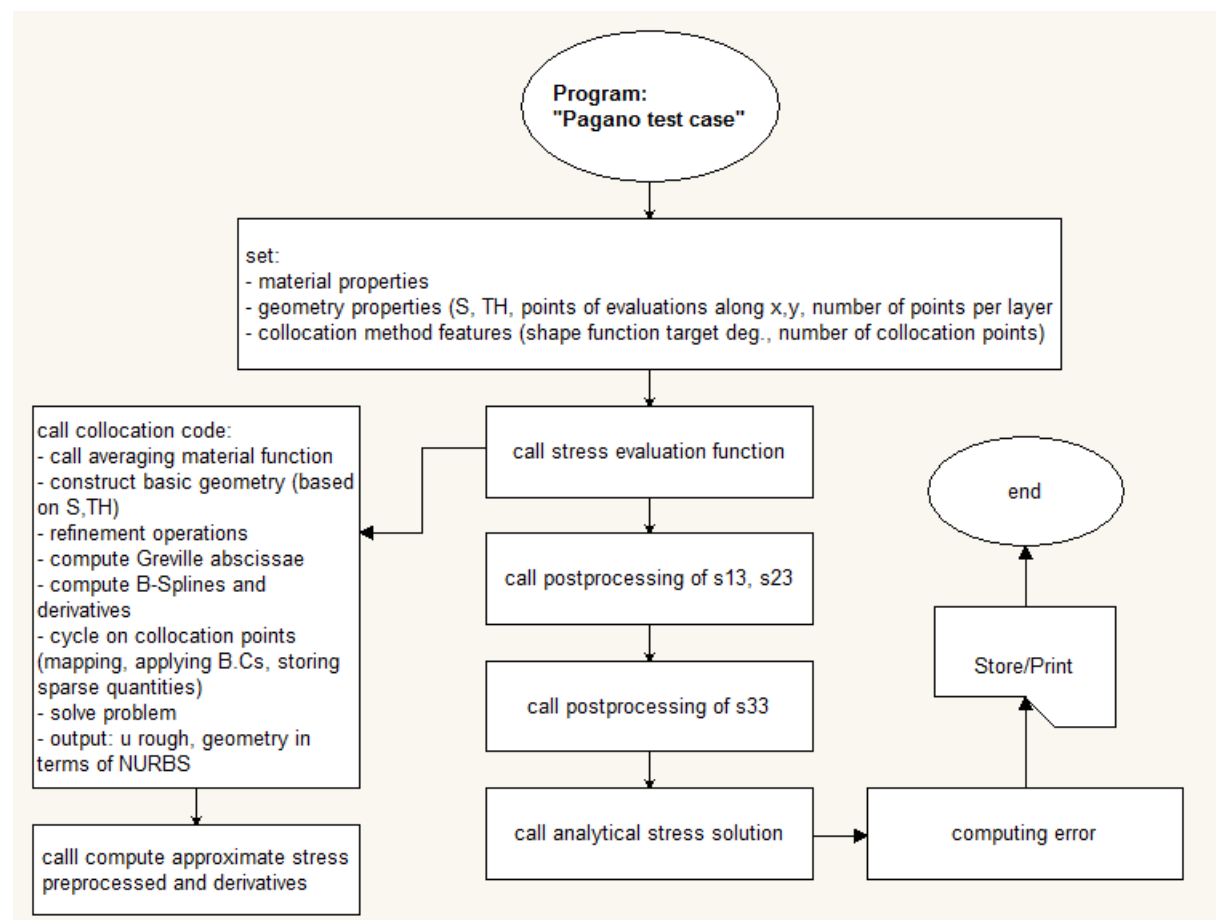 Program:
"Pagano test case"
set:
- material properties
- geometry properties (S, TH, points of evaluations along x,y, number of points per layer
- collocation method features (shape function target deg., number of collocation points)
call collocation code:
- call averaging material function
- construct basic geometry (based
on S,TH)
- refinement operations
- compute Greville abscissae
- compute B-Splines and
derivatives
- cycle on collocation points
(mapping, applying B.Cs, storing
sparse quantities)
- solve problem
- output: u rough, geometry in
terms of NURBS
calll compute approximate stress
preprocessed and derivatives
call stress evaluation function
call postprocessing of s13, s23
call postprocessing of s33
call analytical stress solution
computing error
Store/Print
end